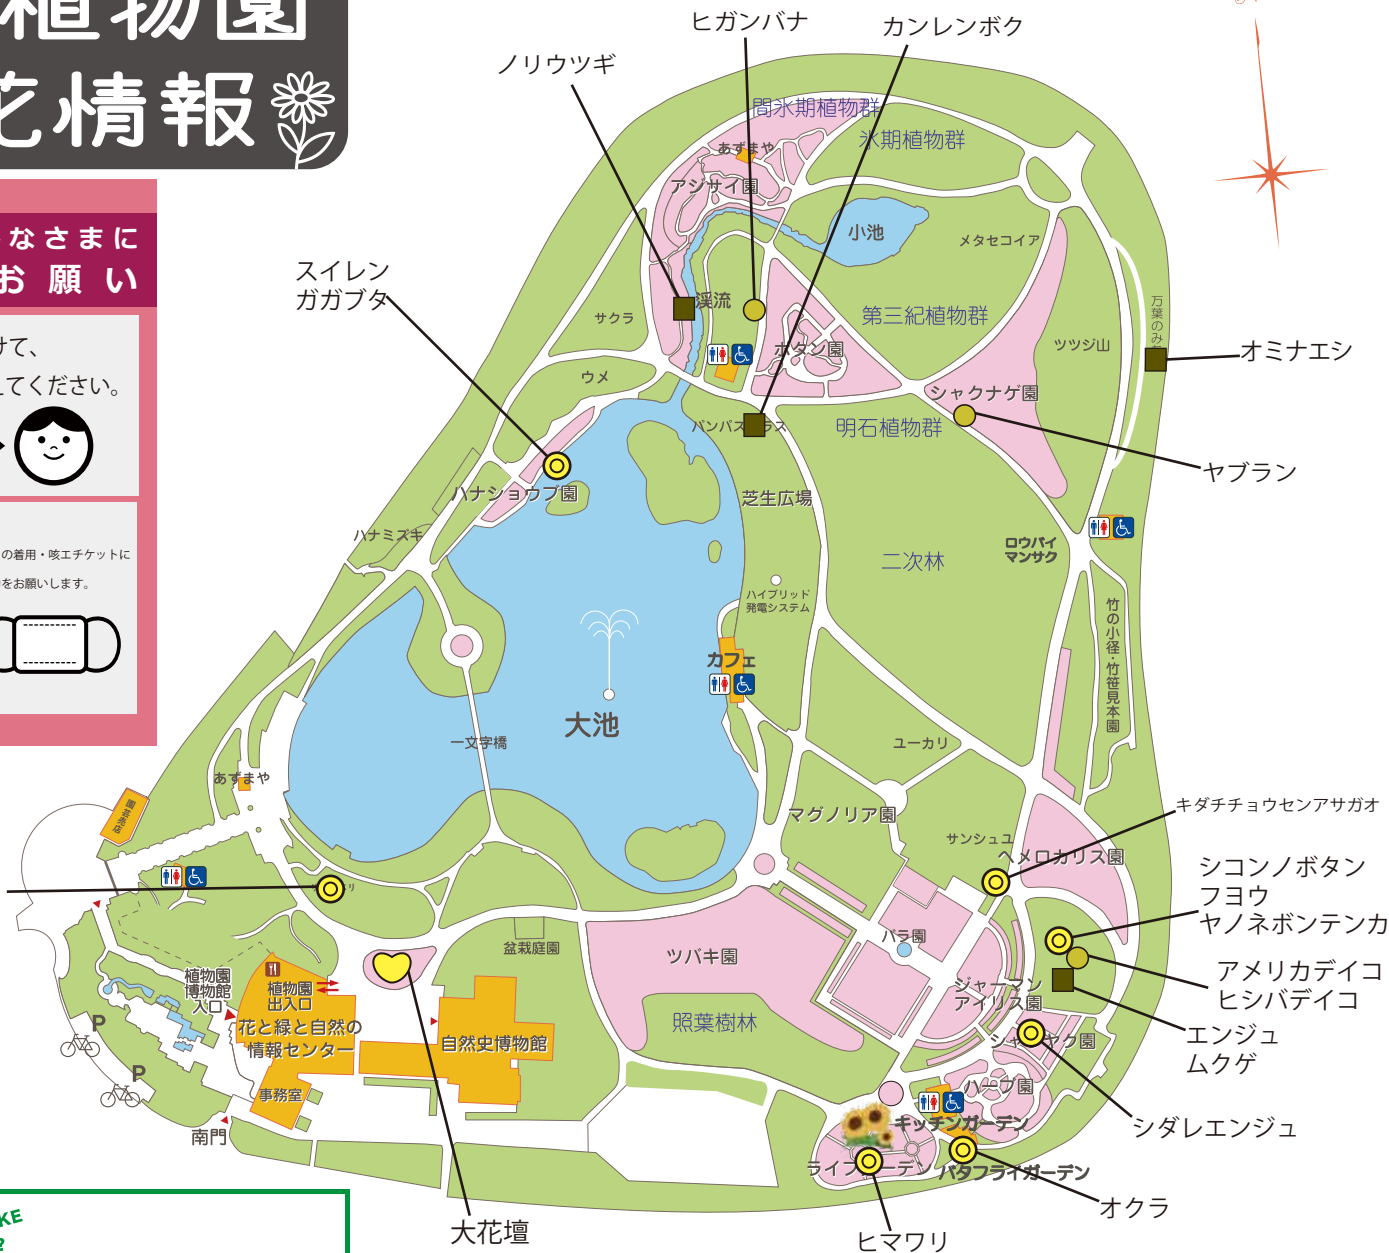 植物園
花情報
なさまに
お願い
けて、
えてください。
の着用・咳エチケットに
をお願いします。
KE
ヒガンバナ
カンレンボク
ノリウツギ
スイレン
ガガブタ
間氷期植物群
氷期植物群
あずまや
アジサイ園
小池
メタセコイア
渓流
サクラ
第三紀植物群
ボタン園
ツツジ山
万葉のみ
オミナエシ
ウメ
シャクナゲ園
明石植物群
ヤブラン
ハナショウブ園
芝生広場
ハナミズキ
ロウバイ
マンサク
二次林
ハイブリッド
発電システム
竹の小径・竹笹見本園
カフェ
大池
一文字橋
ユーカリ
あずまや
園芸売店
マグノリア園
キダチチョウセンアサガオ
サンシュユ
ヘメロカリス園
シコンノボタン
フヨウ
ヤノネボンテンカ
バラ園
盆栽庭園
ツバキ園
アメリカデイコ
ヒシバデイコ
植物園
博物館
入口
植物園
出入口
ジャーマン
アイリス園
照葉樹林
花と緑と自然の
情報センター
自然史博物館
エンジュ
ムクゲ
シャクヤク園
P
P
ハーブ園
事務室
キッチンガーデン
シダレエンジュ
南門
ライフガーデン
バタフライガーデン
オクラ
大花壇
ヒマワリ